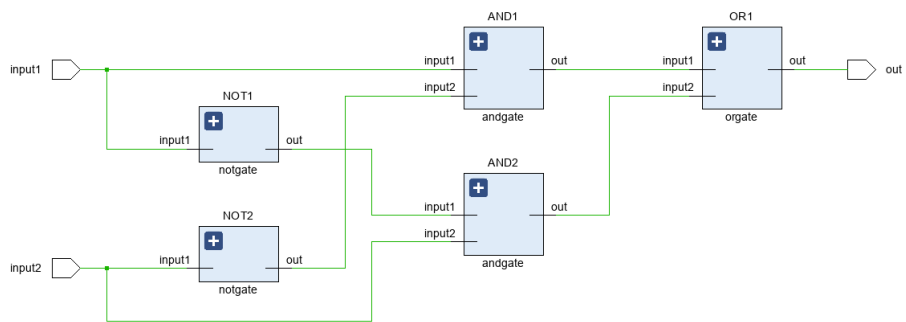 AND1
OR1
input1
input1
out
input1
out
out
input2
input2
NOT1
andgate
orgate
input1
out
notgate
AND2
input1
out
NOT2
input2
input2
input1
out
andgate
notgate